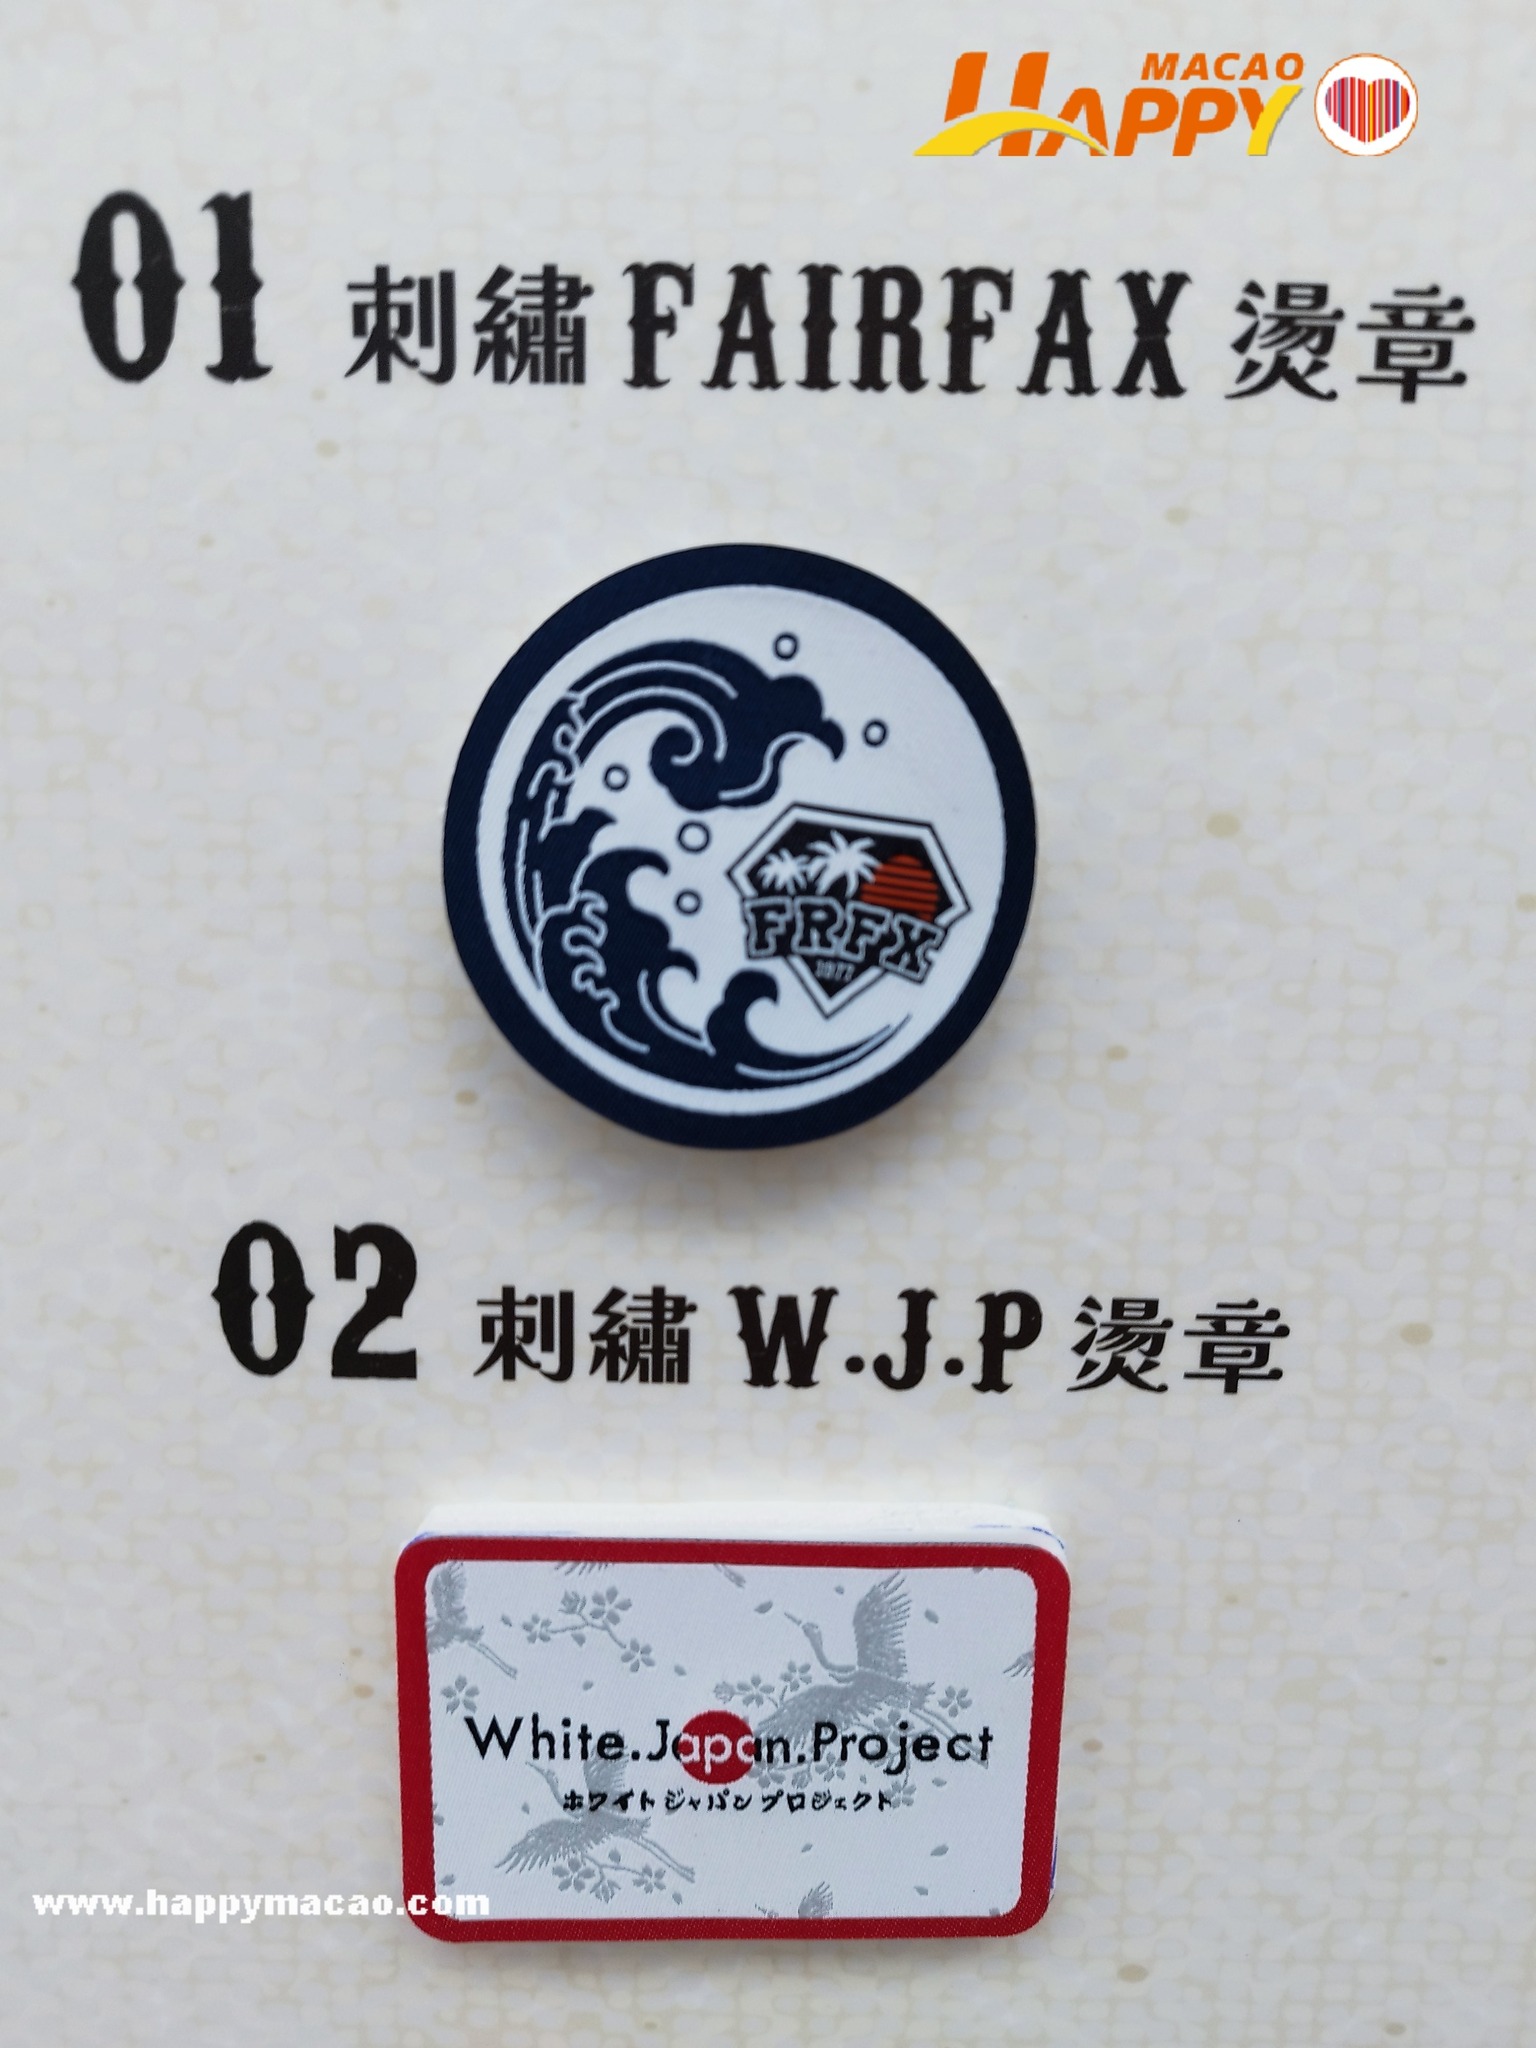 MACAO
HAPPY
01 刺繡 FAIRFAX 燙章
FRFX
1977
02 刺繡 W.J.P 燙章
White.Japan.Project
ホワイトジャパンプロジェクト
www.happymacao.com